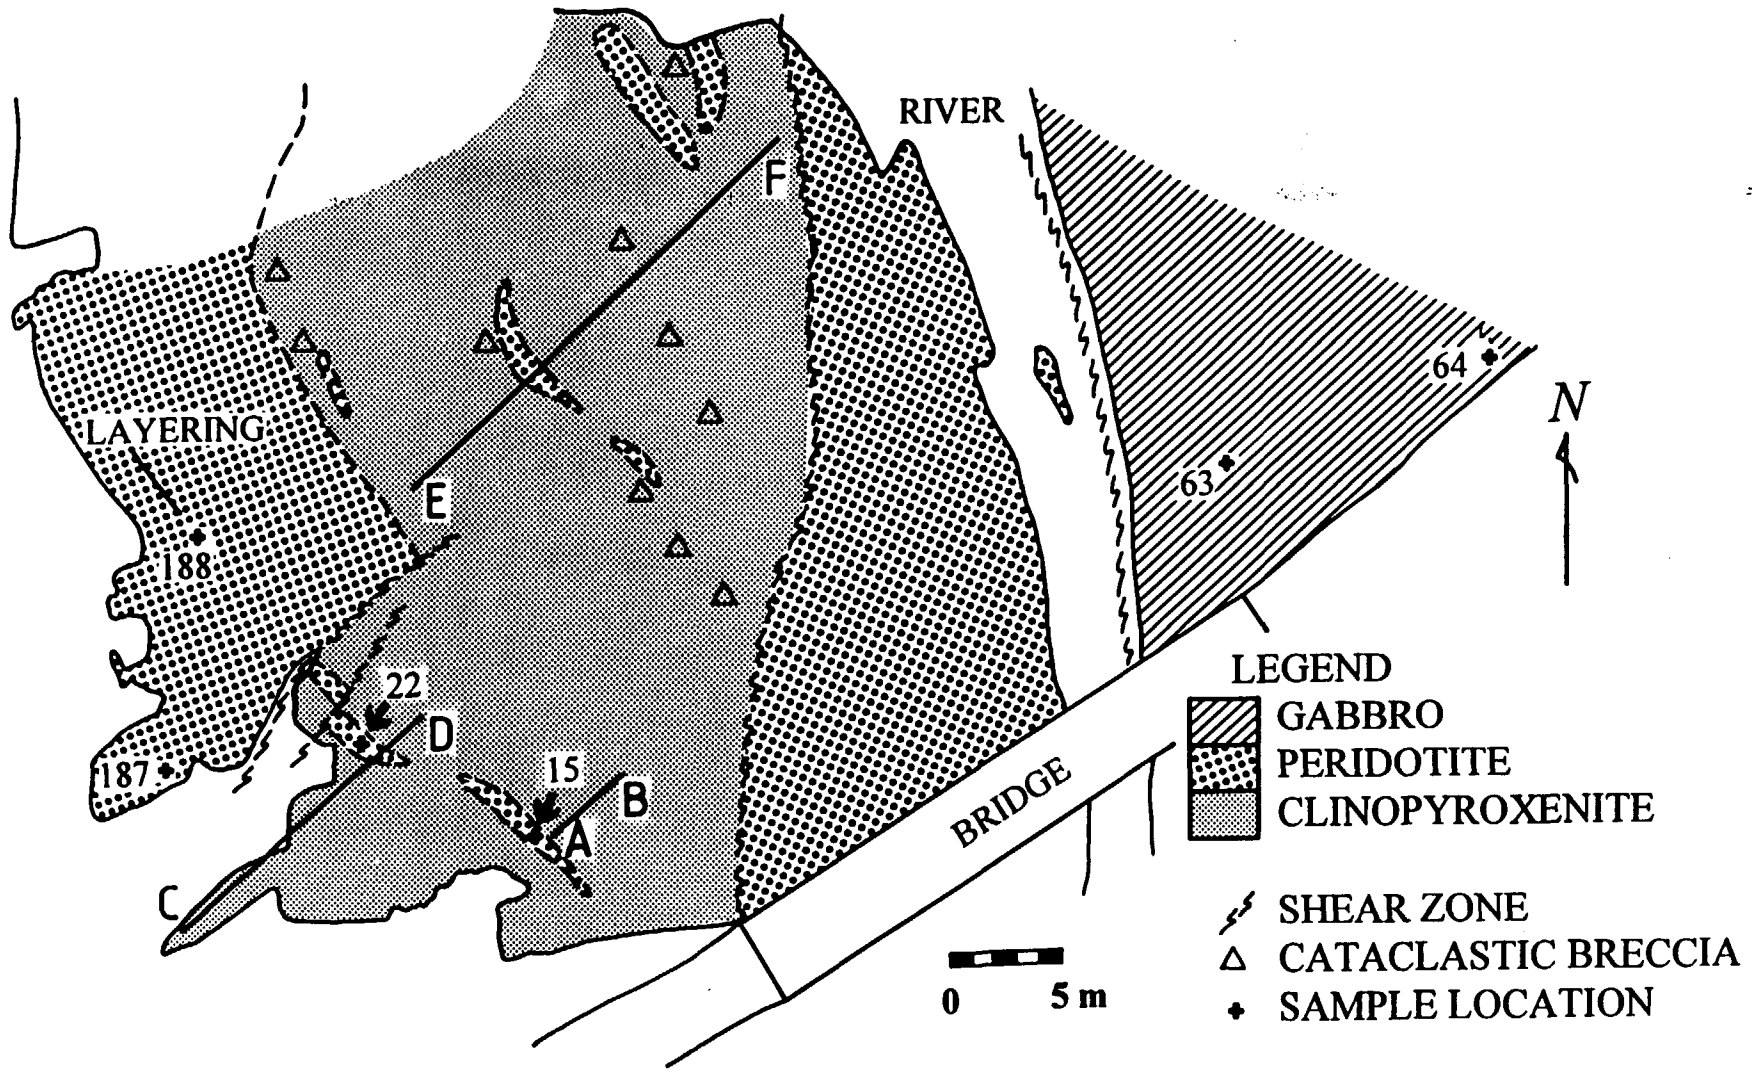 RIVER
F
64
N
LAYERING
63
E
188
LEGEND
22
GABBRO
D
15
PERIDOTITE
187
B
BRIDGE
CLINOPYROXENITE
A
C
SHEAR ZONE
CATACLASTIC BRECCIA
0 5 m
SAMPLE LOCATION